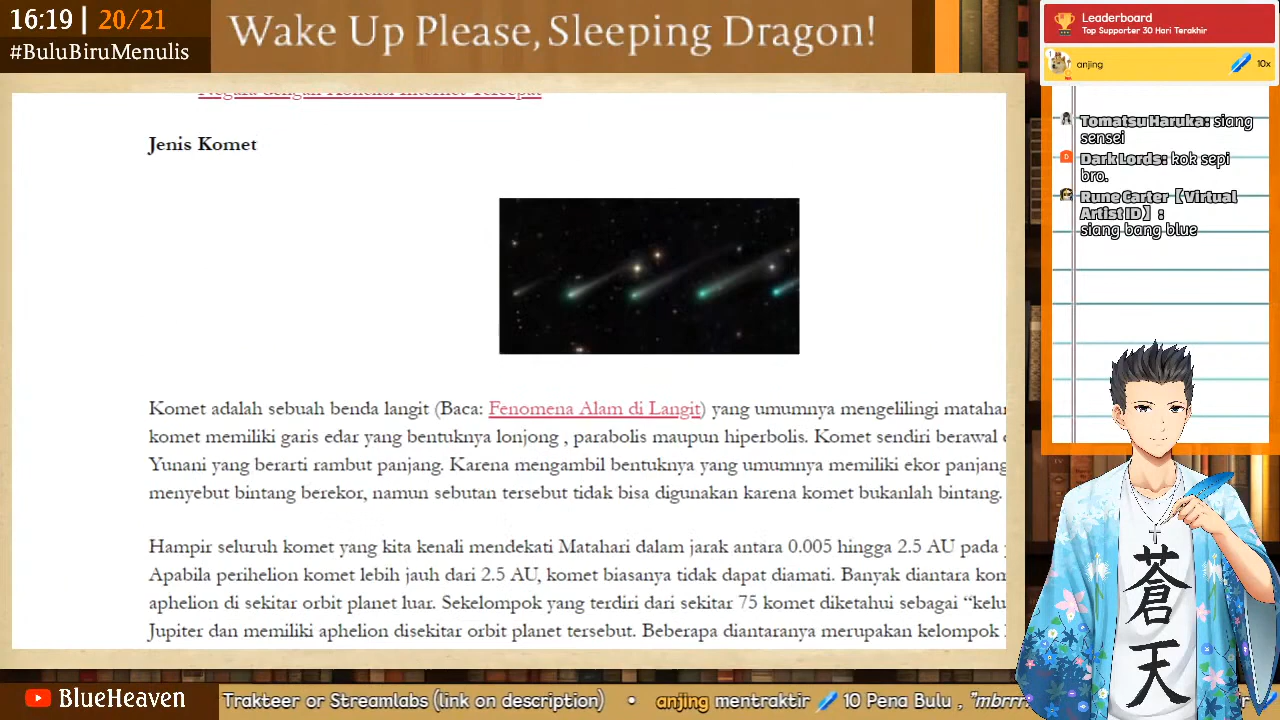 16:19 | 20/21
#BuluBiruMenulis
Wake Up Please, Sleeping Dragon!
Leaderboard
Top Supporter 30 Hari Terakhir
1
anjing
10x
Negara dengan Koneksi Internet Tercepat
Jenis Komet
Komet adalah sebuah benda langit (Baca: Fenomena Alam di Langit) yang umumnya mengelilingi
komet memiliki garis edar yang bentuknya lonjong , parabolis maupun hiperbolis. Komet sendiri berawal
Yunani yang berarti rambut panjang. Karena mengambil bentuknya yang umumnya memiliki ekor panjang
menyebut bintang berekor, namun sebutan tersebut tidak bisa digunakan karena komet bukanlah bintang.
Hampir seluruh komet yang kita kenali mendekati Matahari dalam jarak antara 0.005 hingga 2.5 AU pada
Apabila perihelion komet lebih jauh dari 2.5 AU, komet biasanya tidak dapat diamati. Banyak diantara
aphelion di sekitar orbit planet luar. Sekelompok yang terdiri dari sekitar 75 komet diketahui sebagai
Jupiter dan memiliki aphelion disekitar orbit planet tersebut. Beberapa diantaranya merupakan kelompok
Tomatsu Haruka: siang
sensei
D
Dark Lords: kok sepi
bro.
Rune Carter【Virtual
Artist ID】:
siang bang blue
蒼
天
BlueHeaven
Trakteer or Streamlabs (link on description) • anjing mentraktir 10 Pena Bulu , "mbrrr